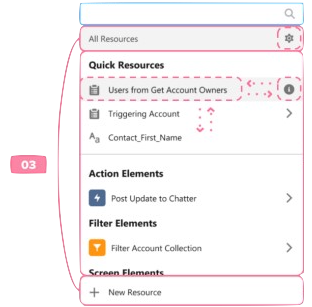 All Resources
Quick Resources
Users from Get Account Owners
Triggering Account
Aa Contact_First_Name
03
Action Elements
Post Update to Chatter
Filter Elements
Filter Account Collection
Screen Elements
New Resource